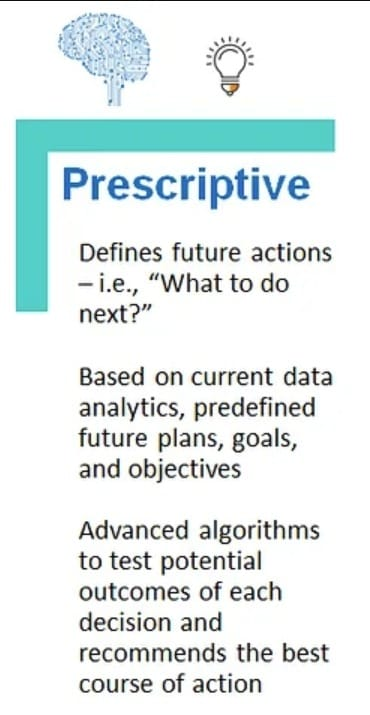 Prescriptive
Defines future actions
– i.e., “What to do
next?”
Based on current data
analytics, predefined
future plans, goals,
and objectives
Advanced algorithms
to test potential
outcomes of each
decision and
recommends the best
course of action